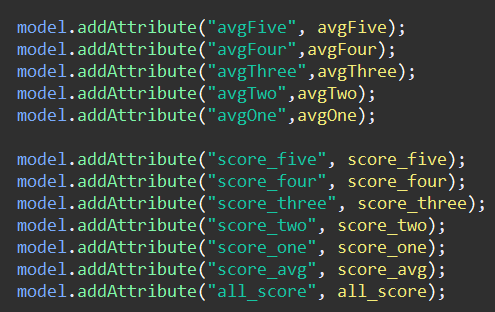 model.addAttribute("avgFive", avgFive);
model.addAttribute("avgFour",avgFour);
model.addAttribute("avgThree",avgThree);
model.addAttribute("avgTwo",avgTwo);
model.addAttribute("avgOne",avgOne);

model.addAttribute("score_five", score_five);
model.addAttribute("score_four", score_four);
model.addAttribute("score_three", score_three);
model.addAttribute("score_two", score_two);
model.addAttribute("score_one", score_one);
model.addAttribute("score_avg", score_avg);
model.addAttribute("all_score", all_score);